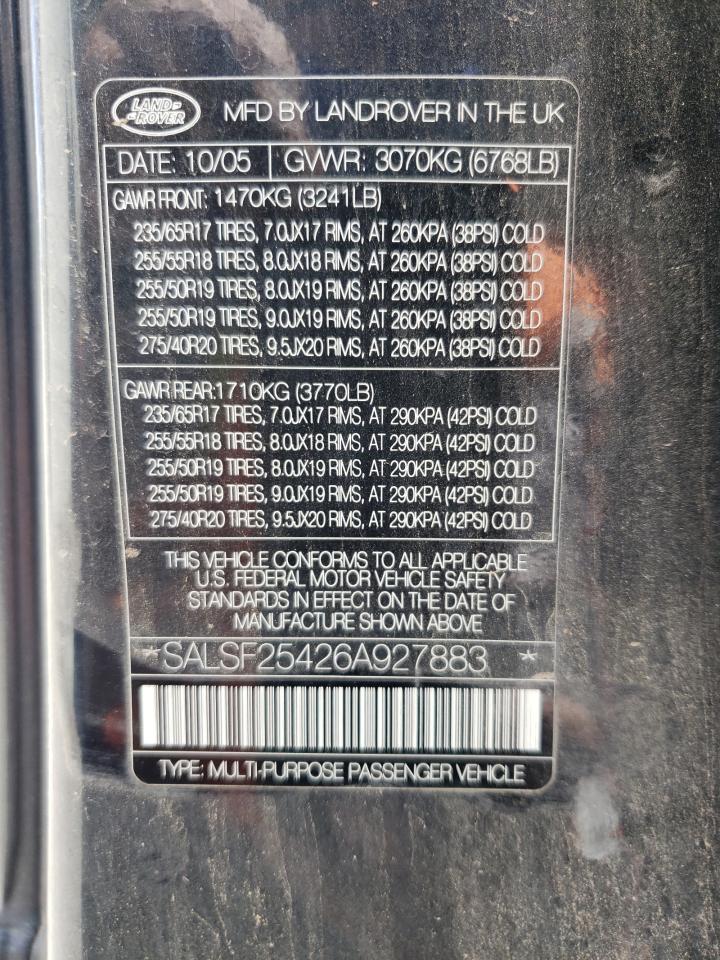 LAND-
-ROVER
MFD BY LANDROVER IN THE UK
DATE: 10/05 GVWR: 3070KG (6768LB)
GAWR FRONT: 1470KG (3241LB)
235/65R17 TIRES, 7.0JX17 RIMS, AT 260KPA (38PSI) COLD
255/55R18 TIRES, 8.0JX18 RIMS, AT 260KPA (38PSI) COLD
255/50R19 TIRES, 8.0JX19 RIMS, AT 260KPA (38PSI) COLD
255/50R19 TIRES, 9.0JX19 RIMS, AT 260KPA (38PSI) COLD
275/40R20 TIRES, 9.5JX20 RIMS, AT 260KPA (38PSI) COLD
GAWR REAR:1710KG (3770LB)
235/65R17 TIRES, 7.0JX17 RIMS, AT 290KPA (42PSI) COLD
255/55R18 TIRES, 8.0JX18 RIMS, AT 290KPA (42PSI) COLD
255/50R19 TIRES, 8.0JX19 RIMS, AT 290KPA (42PSI) COLD
255/50R19 TIRES, 9.0JX19 RIMS, AT 290KPA (42PSI) COLD
275/40R20 TIRES, 9.5JX20 RIMS, AT 290KPA (42PSI) COLD
THIS VEHICLE CONFORMS TO ALL APPLICABLE
U.S. FEDERAL MOTOR VEHICLE SAFETY
STANDARDS IN EFFECT ON THE DATE OF
MANUFACTURE SHOWN ABOVE
*SALSF25426A927883 *
TYPE: MULTI-PURPOSE PASSENGER VEHICLE